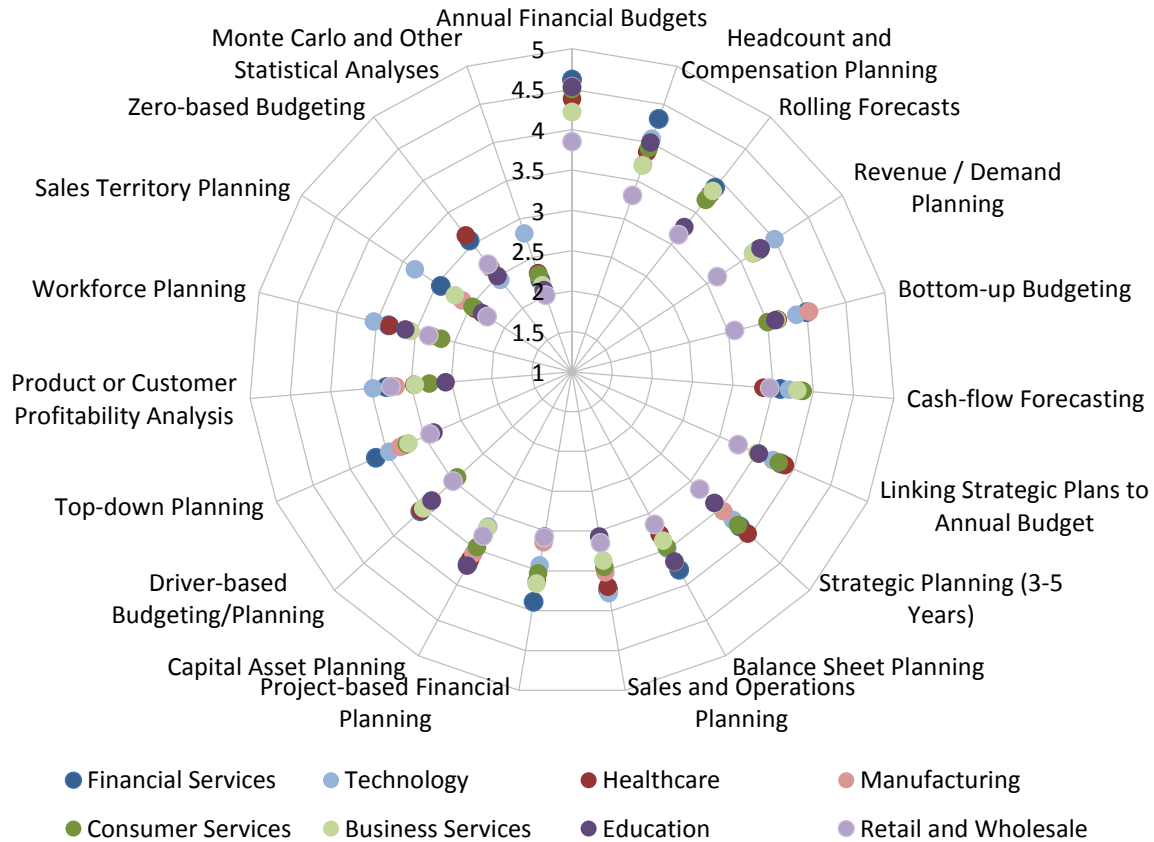 Annual Financial Budgets
Headcount and
Compensation Planning
Rolling Forecasts
Revenue / Demand
Planning
Bottom-up Budgeting
Cash-flow Forecasting
Linking Strategic Plans to
Annual Budget
Strategic Planning (3-5
Years)
Balance Sheet Planning
Sales and Operations
Planning
Project-based Financial
Planning
Capital Asset Planning
Driver-based
Budgeting/Planning
Top-down Planning
Product or Customer
Profitability Analysis
Workforce Planning
Sales Territory Planning
Zero-based Budgeting
Monte Carlo and Other
Statistical Analyses
5
4.5
4
3.5
3
2.5
2
1.5
1
Financial Services
Technology
Healthcare
Manufacturing
Consumer Services
Business Services
Education
Retail and Wholesale